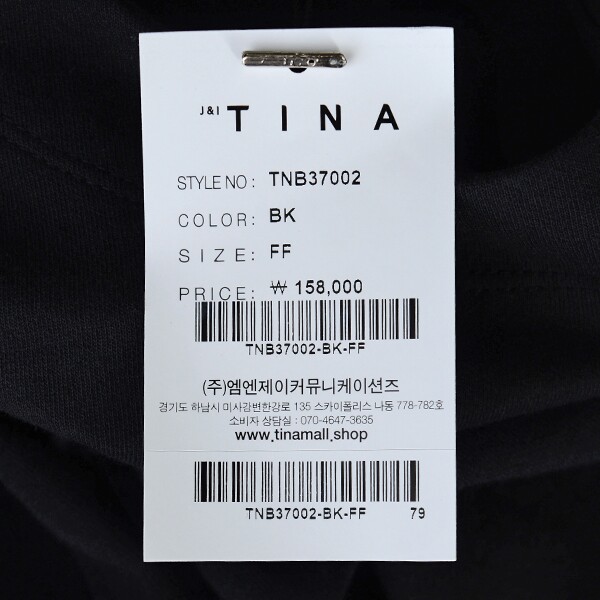 J&I TINA
STYLE NO : TNB37002
COLOR: BK
SIZE: FF
PRICE: ₩ 158,000
TNB37002-BK-FF
(주)엠엔제이커뮤니케이션즈
경기도 하남시 미사강변한강로 135 스카이폴리스 나동 778-782호
소비자 상담실 : 070-4647-3635
www.tinamall.shop
TNB37002-BK-FF 79